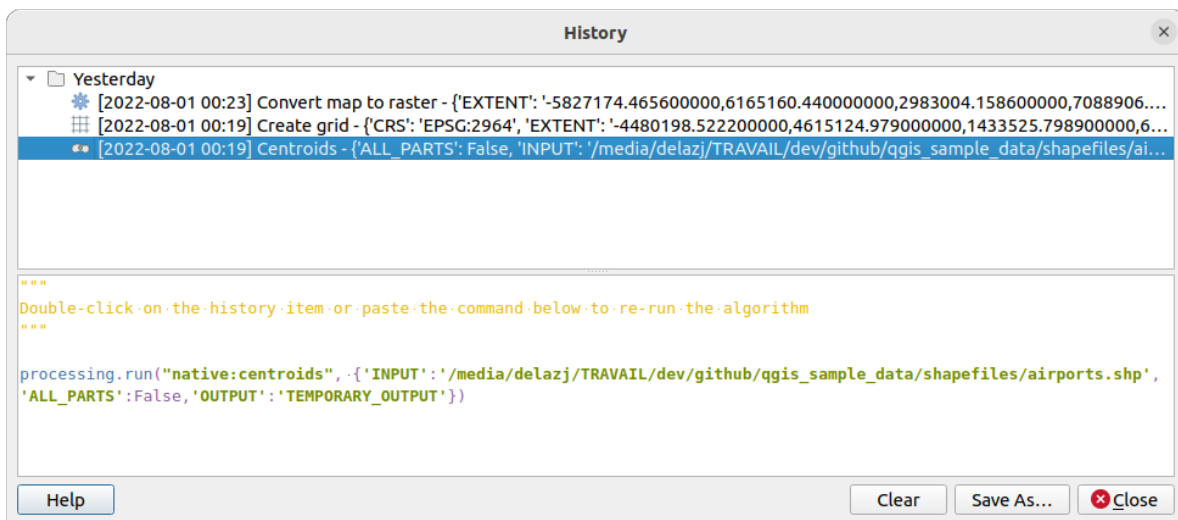 History
Yesterday
[2022-08-01 00:23] Convert map to raster - {'EXTENT': '-5827174.465600000,6165160.440000000,2983004.158600000,7088906....
[2022-08-01 00:19] Create grid - {'CRS': 'EPSG:2964', 'EXTENT': '-4480198.522200000,4615124.979000000,1433525.798900000,6...
[2022-08-01 00:19] Centroids - {'ALL_PARTS': False, 'INPUT': '/media/delazj/TRAVAIL/dev/github/qgis_sample_data/shapefiles/ai...
"""
Double-click·on·the·history·item·or·paste·the·command·below·to·re-run·the·algorithm
"""
processing.run("native:centroids",·{'INPUT':'/media/delazj/TRAVAIL/dev/github/qgis_sample_data/shapefiles/airports.shp',
'ALL_PARTS':False,'OUTPUT':'TEMPORARY_OUTPUT'})
Help
Clear
Save As...
Close